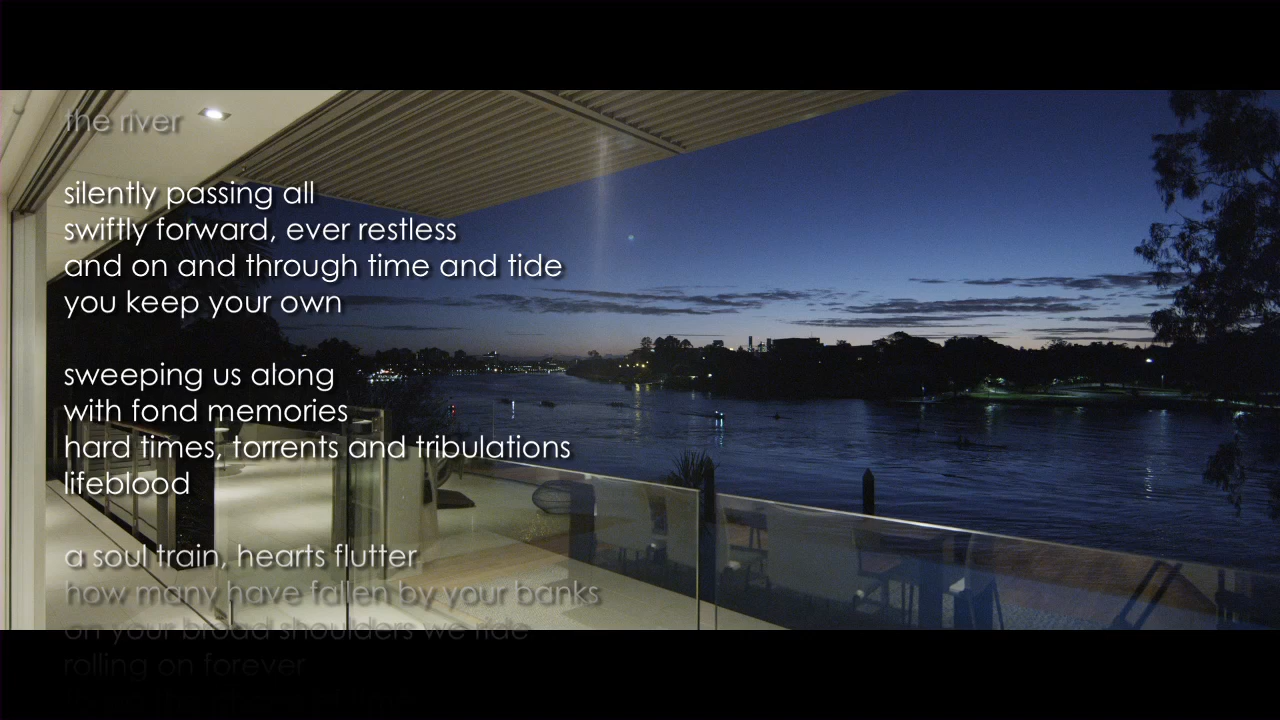 the river
silently passing all
swiftly forward, ever restless
and on and through time and tide
you keep your own
sweeping us along
with fond memories
hard times, torrents and tribulations
lifeblood
a soul train, hearts flutter
how many have fallen by your banks
on your broad shoulders we ride
rolling on forever